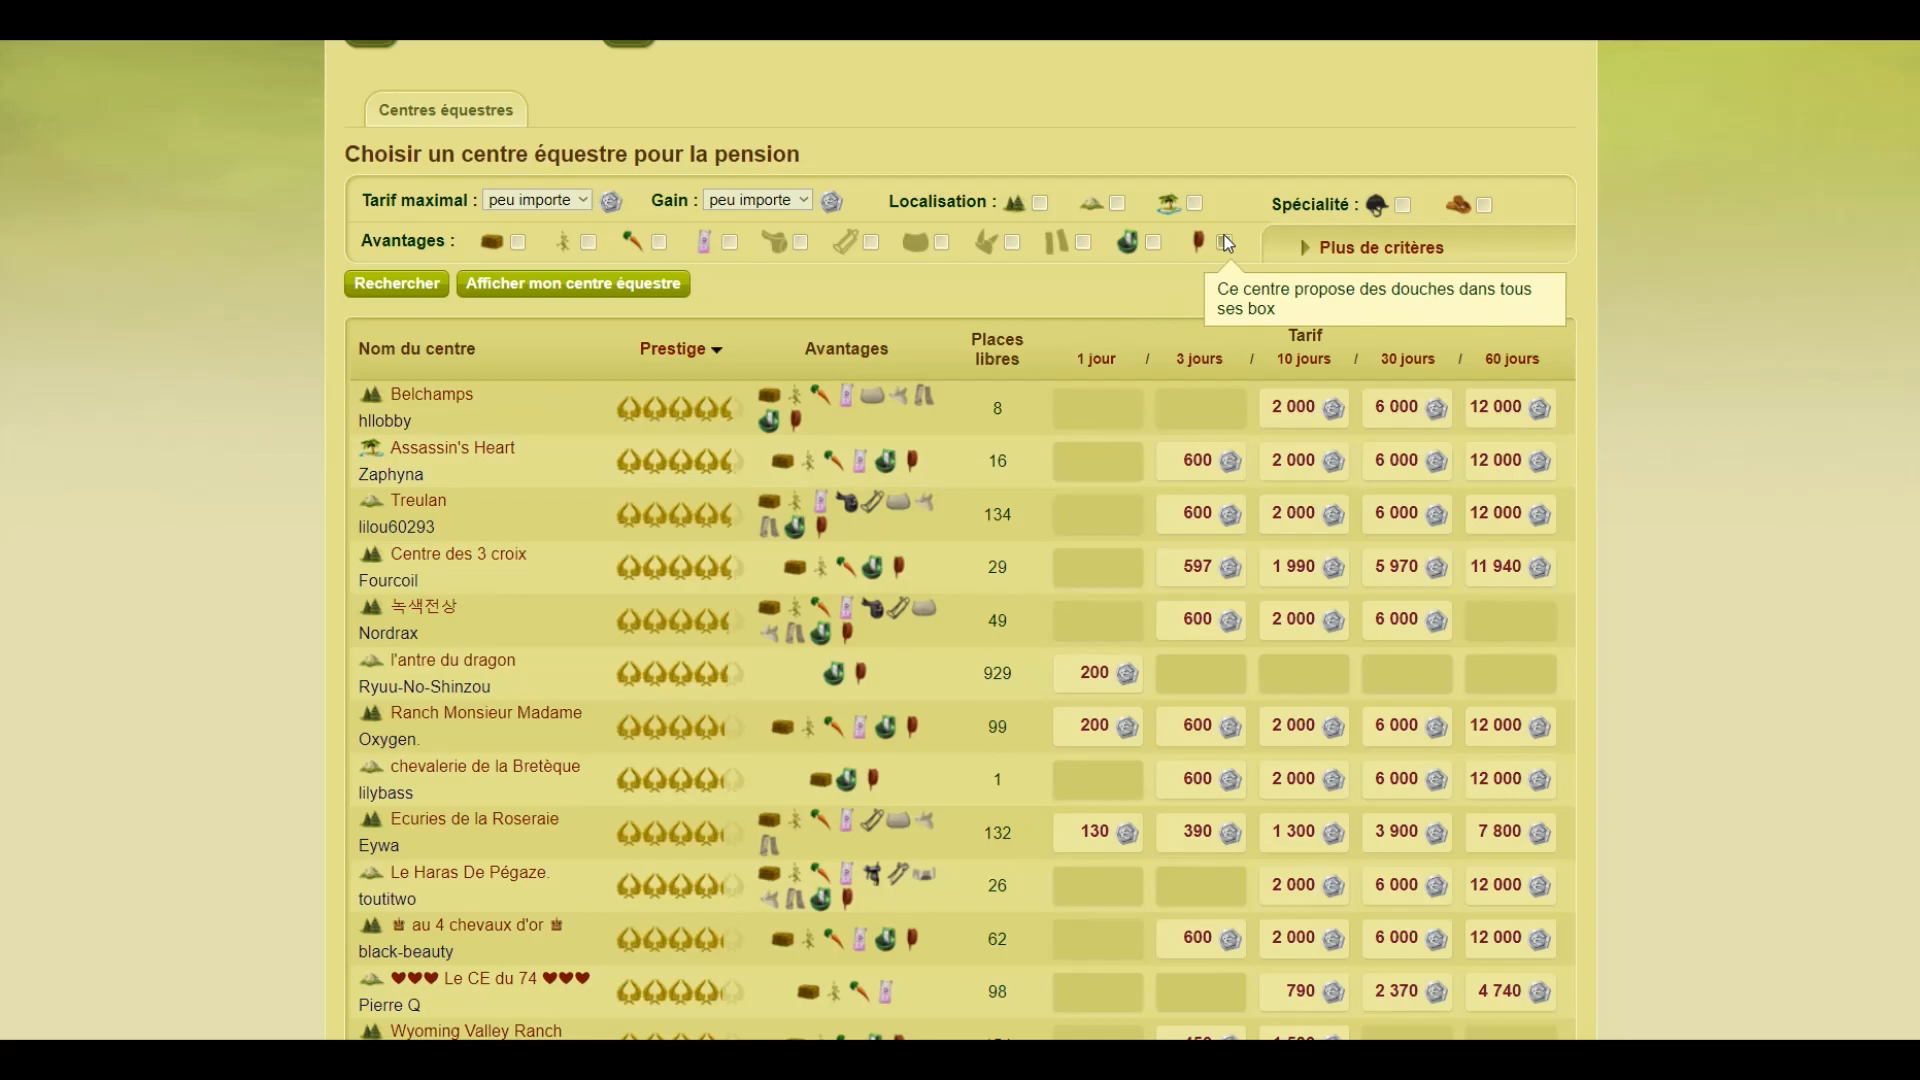 Centres équestres
Choisir un centre équestre pour la pension
Tarif maximal : peu importe Gain : peu importe Localisation : Spécialité :
Avantages : Plus de critères
Rechercher Afficher mon centre équestre
Ce centre propose des douches dans tous
ses box
Nom du centre Prestige Avantages Places libres Tarif
1 jour / 3 jours / 10 jours / 30 jours / 60 jours
Belchamps
hllobby 8 2 000 6 000 12 000
Assassin's Heart
Zaphyna 16 600 2 000 6 000 12 000
Treulan
lilou60293 134 600 2 000 6 000 12 000
Centre des 3 croix
Fourcoil 29 597 1 990 5 970 11 940
녹색전상
Nordrax 49 600 2 000 6 000
l'antre du dragon
Ryuu-No-Shinzou 929 200
Ranch Monsieur Madame
Oxygen. 99 200 600 2 000 6 000 12 000
chevalerie de la Bretèque
lilybass 1 600 2 000 6 000 12 000
Ecuries de la Roseraie
Eywa 132 130 390 1 300 3 900 7 800
Le Haras De Pégaze.
toutitwo 26 2 000 6 000 12 000
♕ au 4 chevaux d'or ♕
black-beauty 62 600 2 000 6 000 12 000
♥♥♥ Le CE du 74 ♥♥♥
Pierre Q 98 790 2 370 4 740
Wyoming Valley Ranch